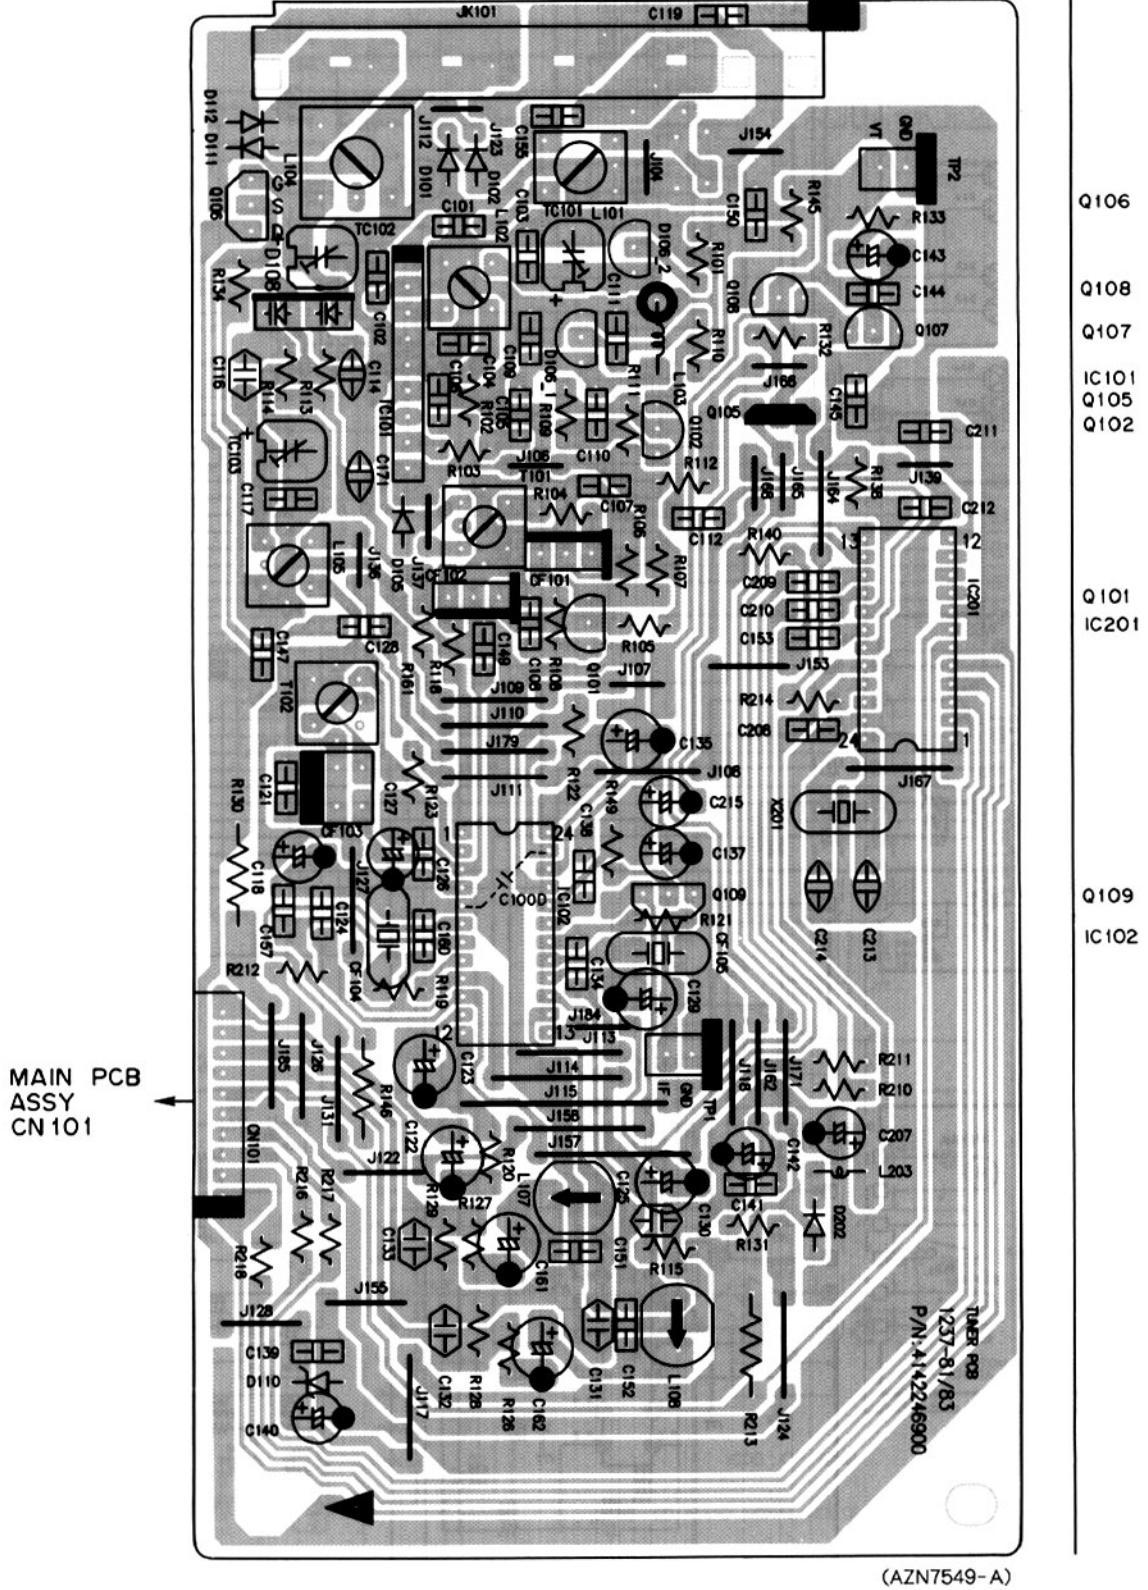 JK101
C119
D112
D111
L104
J112
D101
J123
D102
C155
J104
J154
GND
VT
TP2
Q106
G
S
D
TC102
C101
L102
C103
TC101
L101
D106_2
C150
R145
R133
Q106
R134
D108
C102
C111
R101
Q108
C143
C144
Q108
C116
R114
R113
C114
IC101
C104
C109
D106_1
R110
R132
Q107
Q107
R102
R109
C110
R111
L103
Q102
J166
Q105
C145
IC101
Q105
Q102
TC103
C117
C171
R103
J106
T101
R104
C107
R112
C112
J168
J165
J164
R136
C211
J139
C212
L105
J136
D105
J137
CF102
CF101
R106
R107
R140
13
12
C209
C210
C153
IC201
Q101
IC201
C147
C128
R161
R118
C149
C108
R108
Q101
R105
J107
J153
T102
J109
J110
J179
J111
R122
C135
R214
C208
24
1
J167
R130
C121
CF103
C127
R123
J108
R149
C215
X201
C118
J127
C126
1
24
C100D
IC102
C136
C137
Q109
Q109
C157
C124
C160
R121
CF105
C214
C213
IC102
R212
CF104
R119
C134
C129
12
13
J184
J113
MAIN PCB
ASSY
CN101
J185
J126
J131
R146
C123
J114
J115
J156
J157
IF
GND
TP1
J118
J162
J171
R211
R210
CN101
C122
J122
R120
C142
C207
L203
R216
R217
R129
R127
L107
C125
C130
C141
R131
D202
R218
C133
C161
C151
R115
J155
J128
C139
D110
C140
J117
C132
R128
R126
C162
C131
C152
L108
R213
J124
TUNER PCB
1237-81/83
P/N:4142246900
(AZN7549-A)